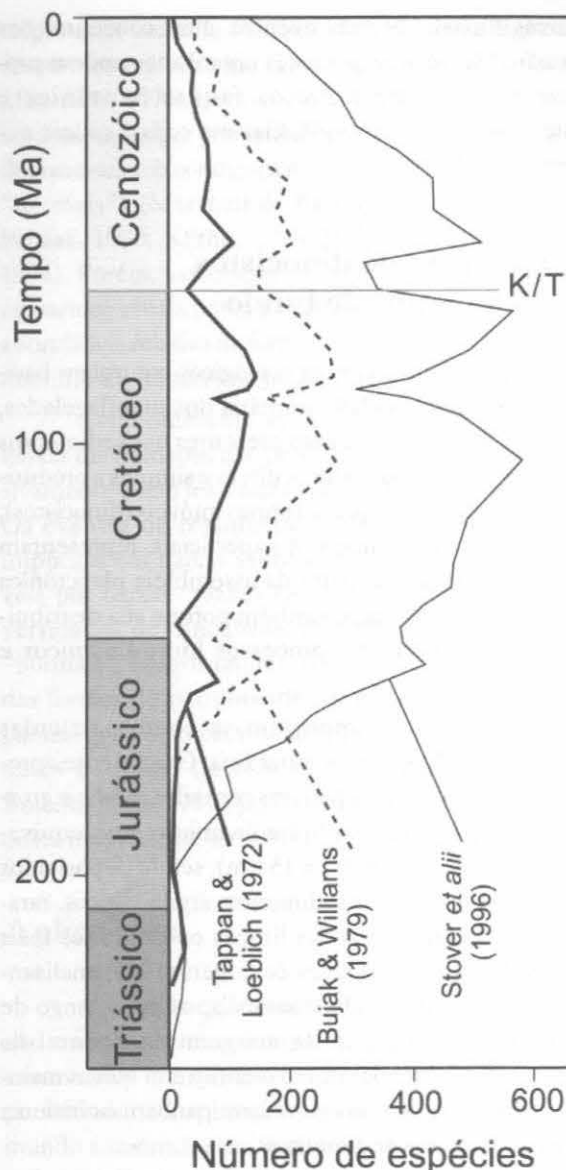 0
100
200
Tempo (Ma)
Cenozóico
Cretáceo
Jurássico
Triássico
K/T
Tappan &
Loeblich (1972)
Bujak & Williams
(1979)
Stover et alii
(1996)
0
200
400
600
Número de espécies